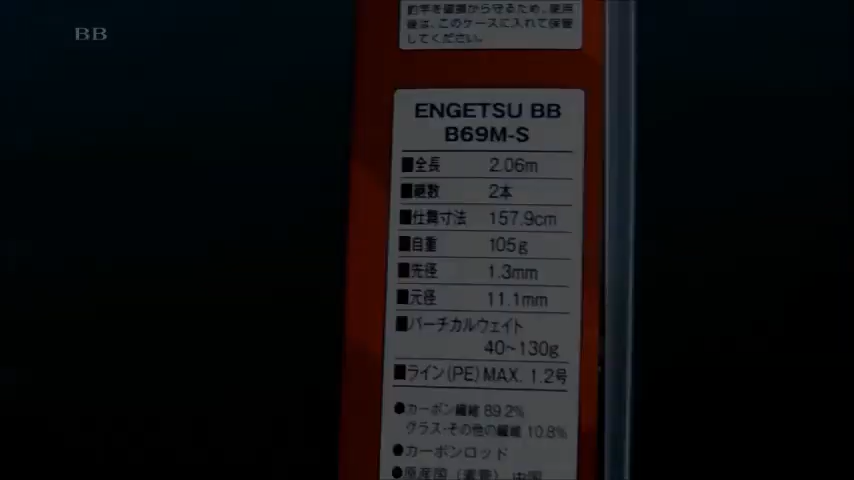 BB
釣竿を破損から守るため、使用
後は、このケースに入れて保管
してください。
ENGETSU BB
B69M-S
■全長 2.06m
■継数 2本
■仕舞寸法 157.9cm
■自重 105g
■先径 1.3mm
■元径 11.1mm
■バーチカルウェイト
40~130g
■ライン(PE) MAX. 1.2号
●カーボン繊維 89.2%
グラス・その他の繊維 10.8%
●カーボンロッド
●原産国 中国